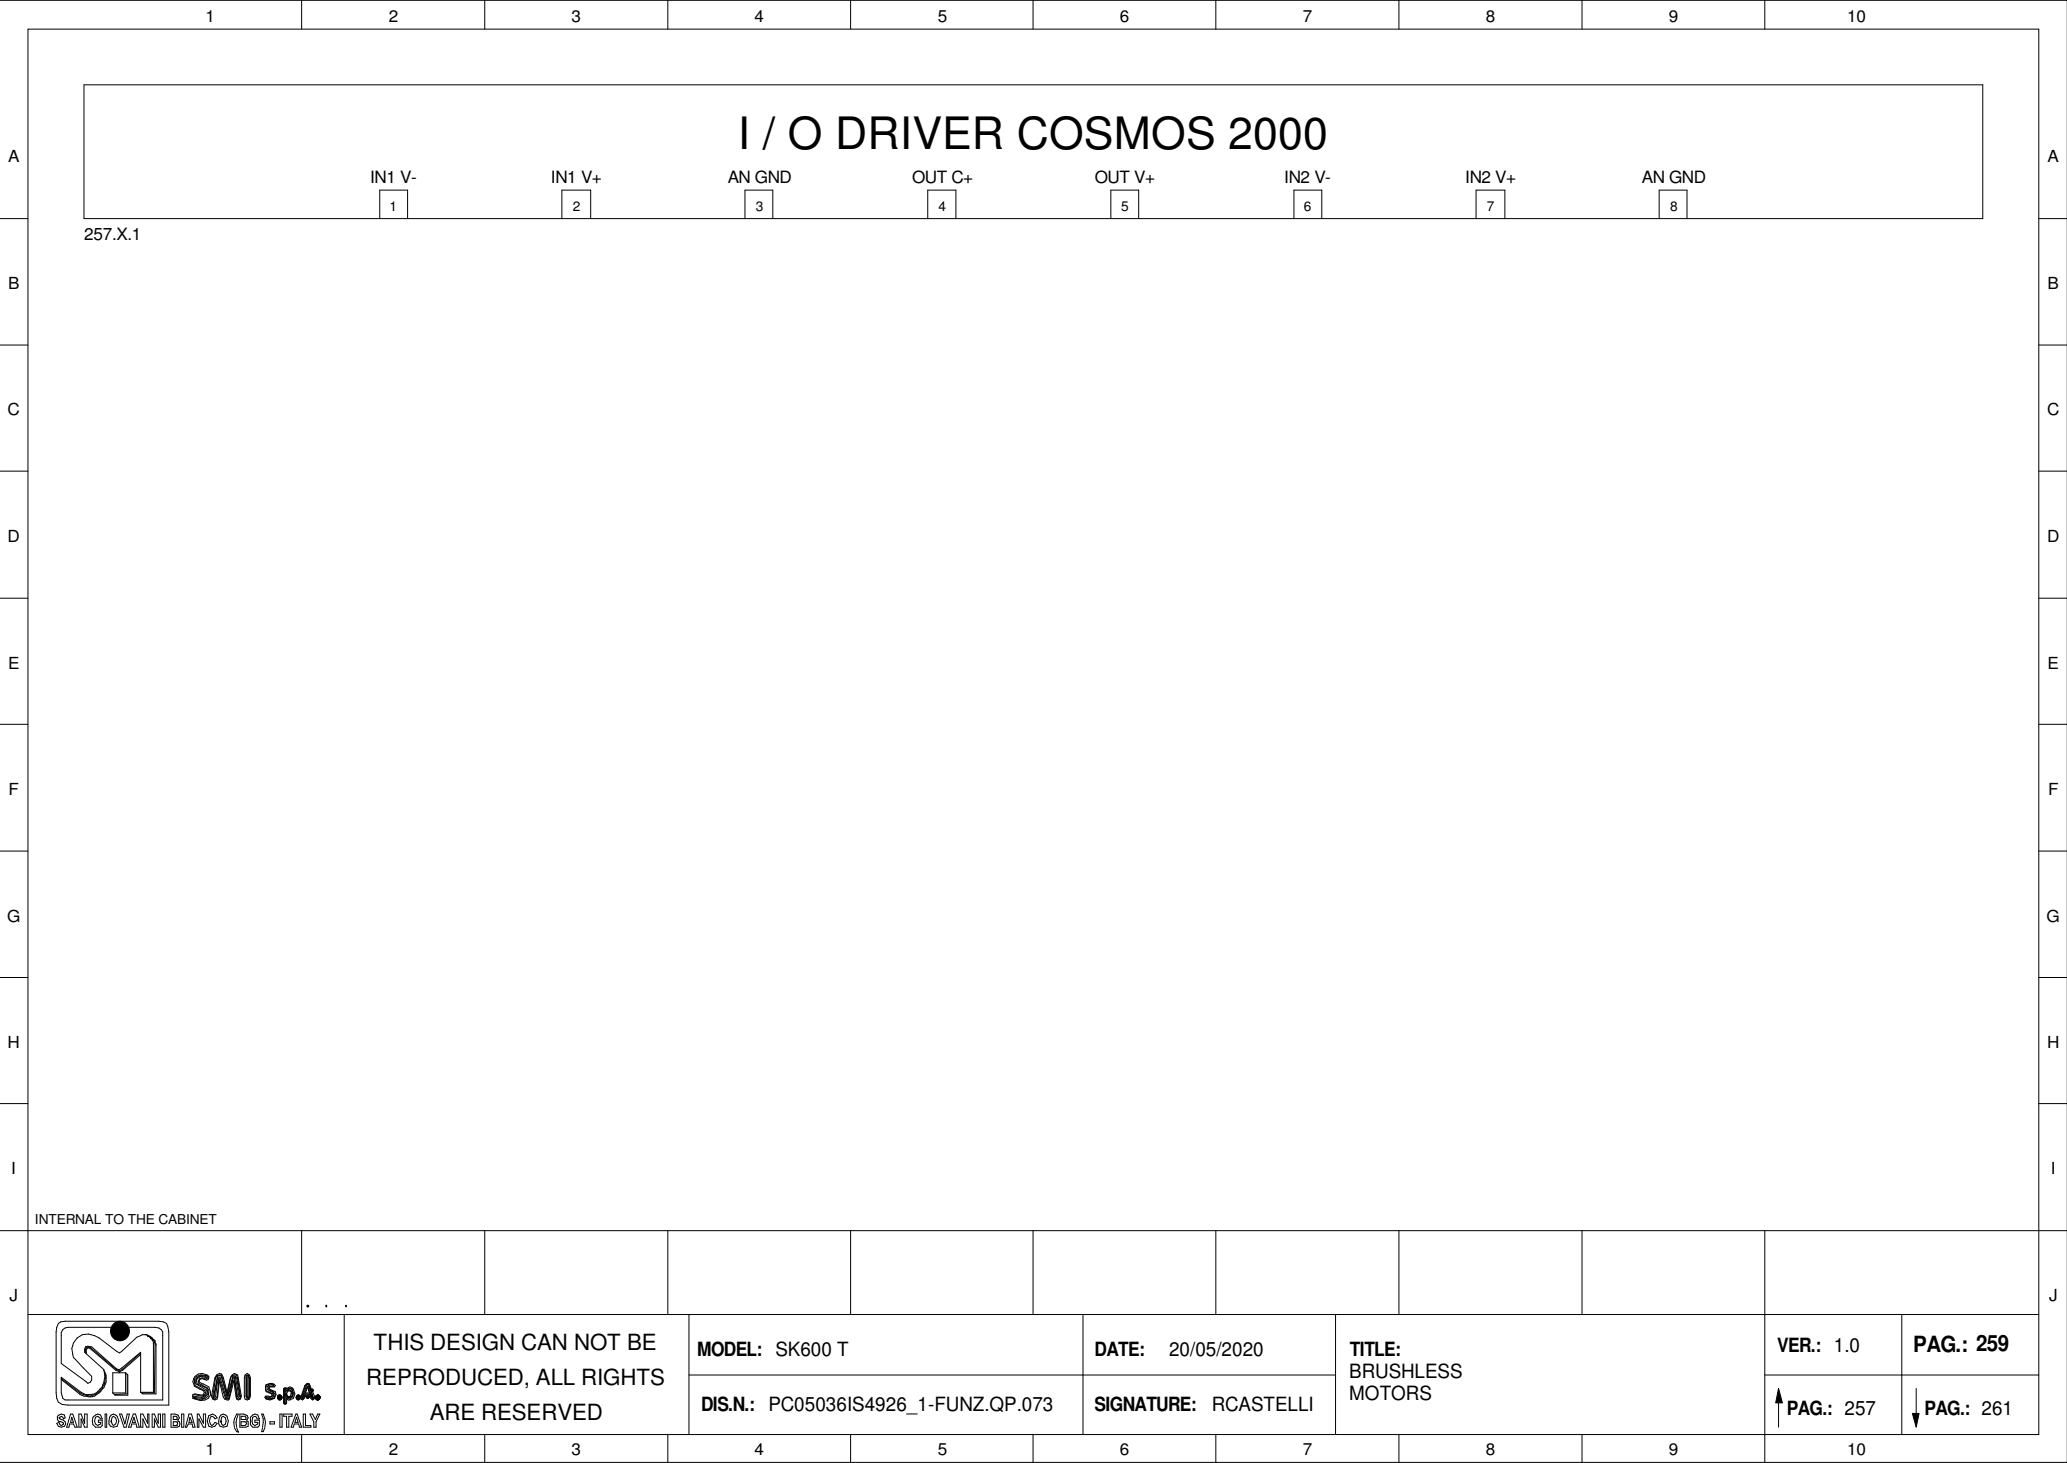 1 2 3 4 5 6 7 8 9 10
I / O DRIVER COSMOS 2000
A A
IN1 V- IN1 V+ AN GND OUT C+ OUT V+ IN2 V- IN2 V+ AN GND
1 2 3 4 5 6 7 8
257.X.1
B B
C C
D D
E E
F F
G G
H H
I I
INTERNAL TO THE CABINET
J J
. . .
SMI s.p.a.
SAN GIOVANNI BIANCO (BG) - ITALY
THIS DESIGN CAN NOT BE
REPRODUCED, ALL RIGHTS
ARE RESERVED
MODEL: SK600 T
DIS.N.: PC05036IS4926_1-FUNZ.QP.073
DATE: 20/05/2020
SIGNATURE: RCASTELLI
TITLE:
BRUSHLESS
MOTORS
VER.: 1.0
PAG.: 259
PAG.: 257
PAG.: 261
1 2 3 4 5 6 7 8 9 10